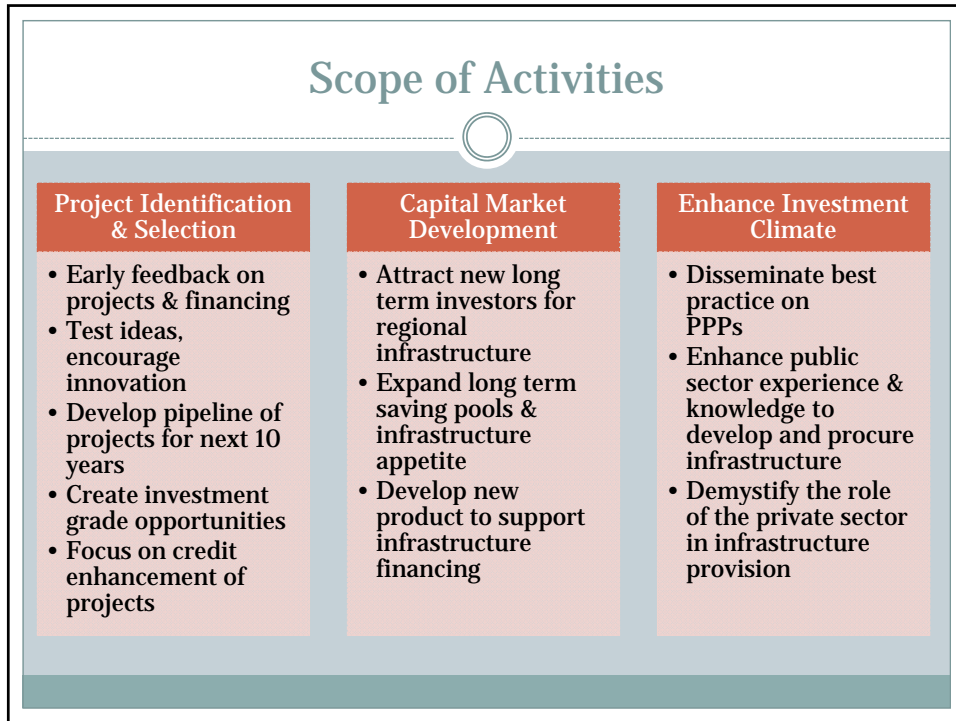 Scope of Activities
Project Identification
& Selection
• Early feedback on
projects & financing
• Test ideas,
encourage
innovation
• Develop pipeline of
projects for next 10
years
• Create investment
grade opportunities
• Focus on credit
enhancement of
projects
Capital Market
Development
• Attract new long
term investors for
regional
infrastructure
• Expand long term
saving pools &
infrastructure
appetite
• Develop new
product to support
infrastructure
financing
Enhance Investment
Climate
• Disseminate best
practice on
PPPs
• Enhance public
sector experience &
knowledge to
develop and procure
infrastructure
• Demystify the role
of the private sector
in infrastructure
provision